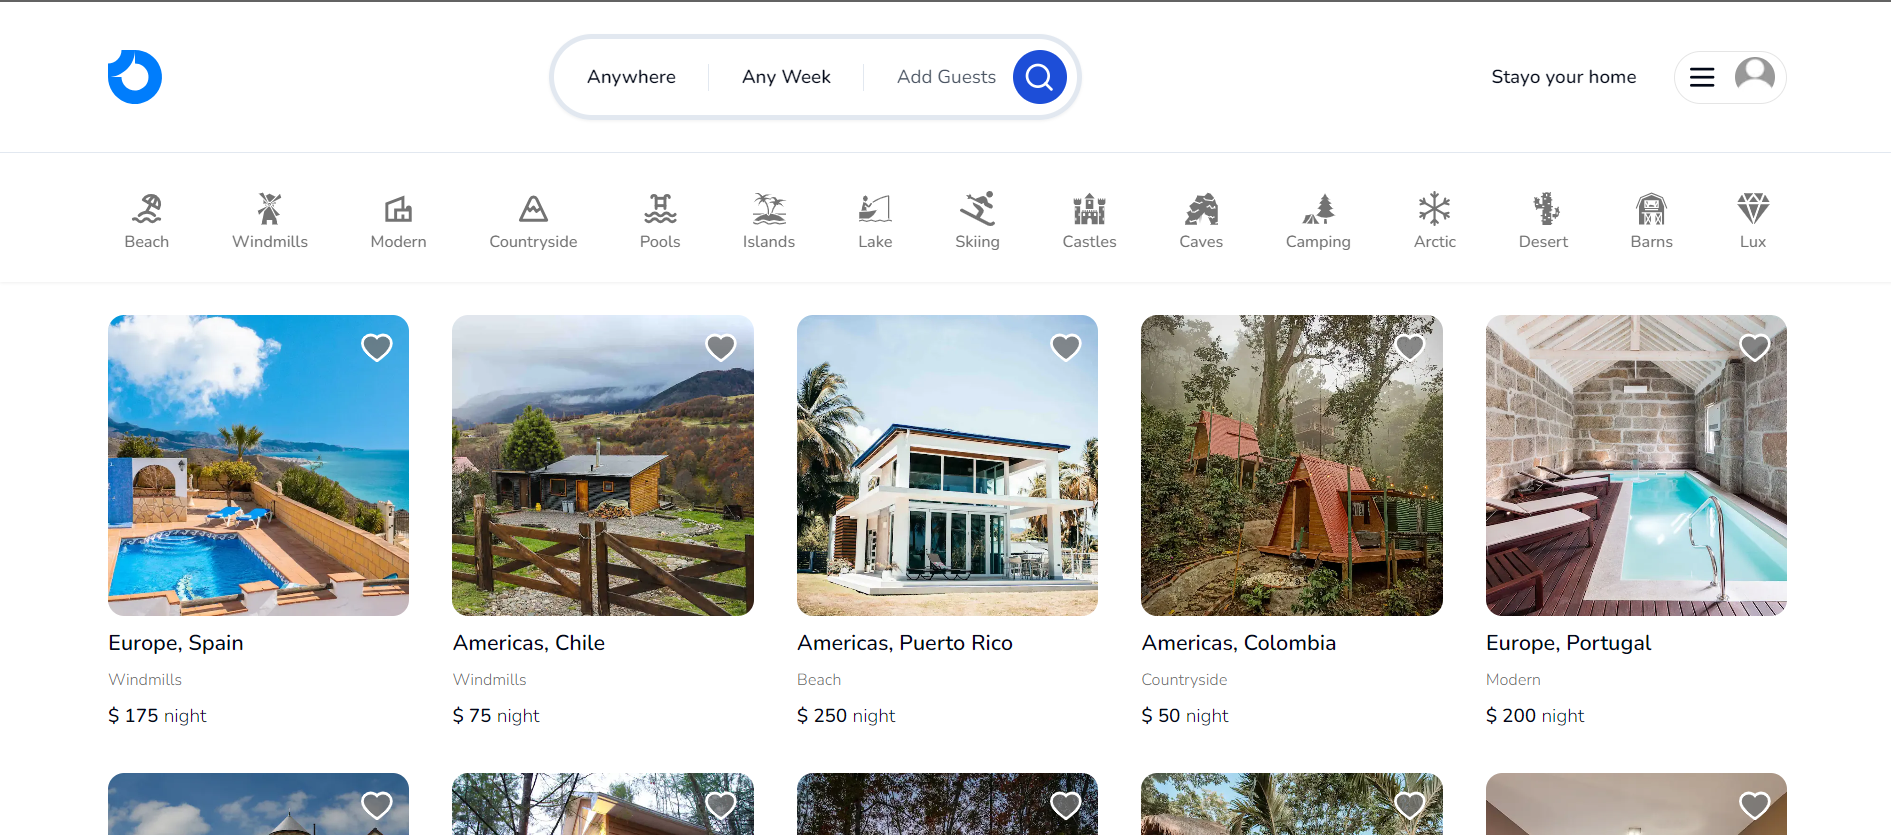 Anywhere
Any Week
Add Guests
Stayo your home
Beach
Windmills
Modern
Countryside
Pools
Islands
Lake
Skiing
Castles
Caves
Camping
Arctic
Desert
Barns
Lux
Europe, Spain
Windmills
$ 175 night
Americas, Chile
Windmills
$ 75 night
Americas, Puerto Rico
Beach
$ 250 night
Americas, Colombia
Countryside
$ 50 night
Europe, Portugal
Modern
$ 200 night